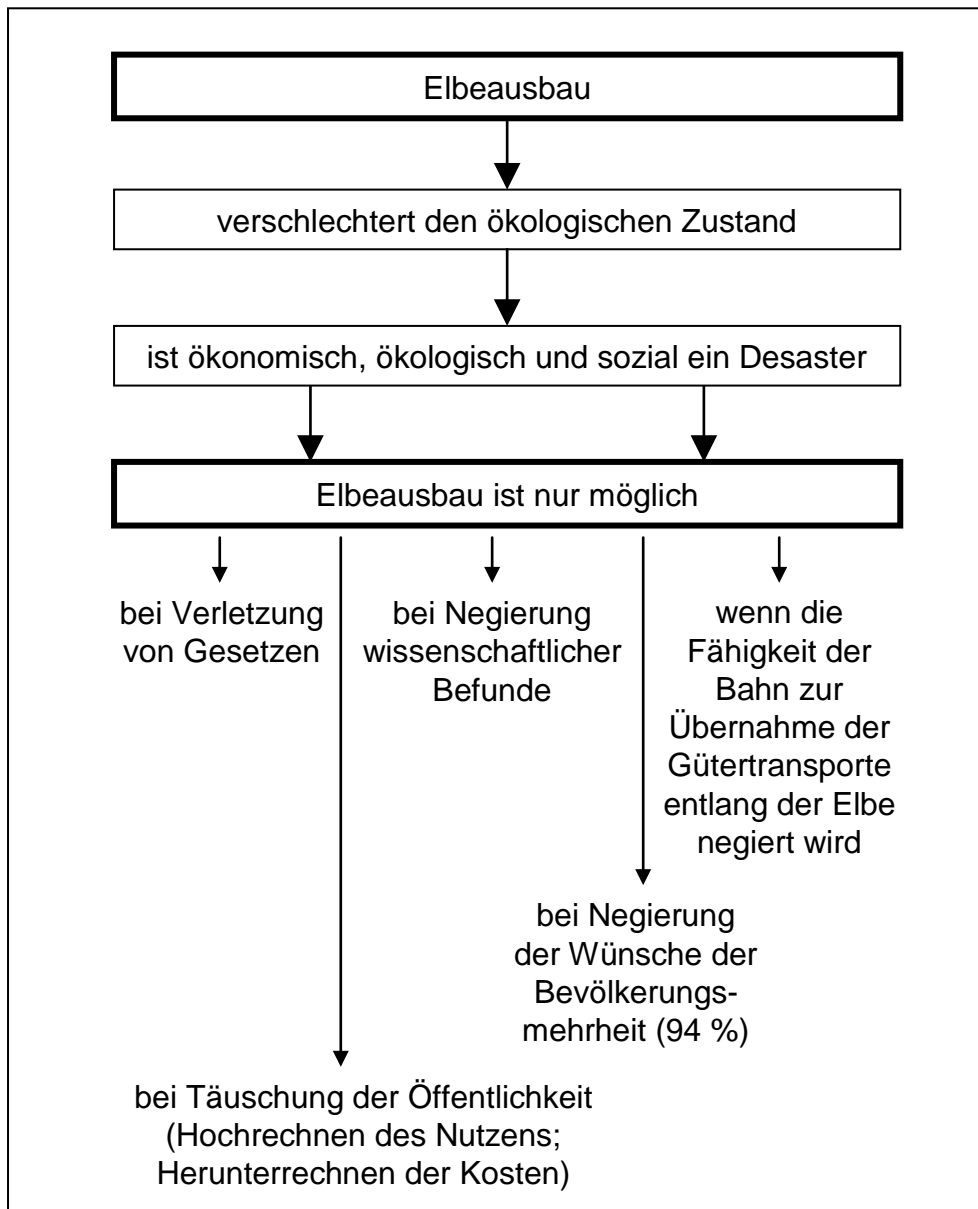 Elbeausbau
verschlechtert den ökologischen Zustand
ist ökonomisch, ökologisch und sozial ein Desaster
Elbeausbau ist nur möglich
bei Verletzung
von Gesetzen
bei Negierung
wissenschaftlicher
Befunde
wenn die
Fähigkeit der
Bahn zur
Übernahme der
Gütertransporte
entlang der Elbe
negiert wird
bei Negierung
der Wünsche der
Bevölkerungs-
mehrheit (94 %)
bei Täuschung der Öffentlichkeit
(Hochrechnen des Nutzens;
Herunterrechnen der Kosten)